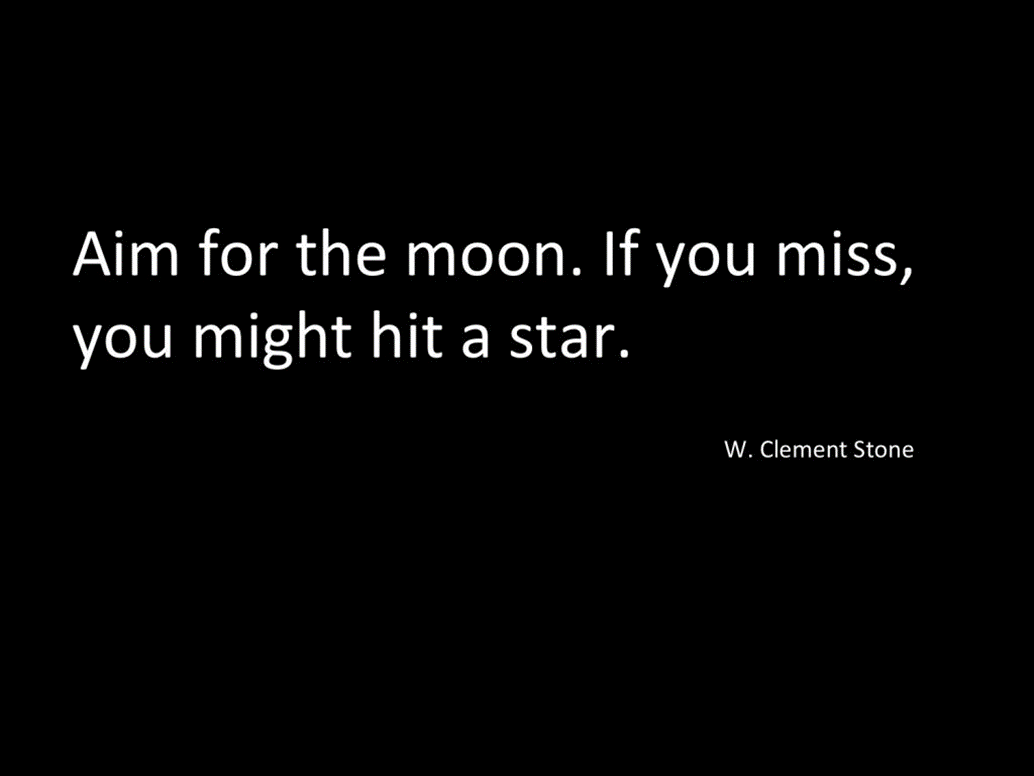 Aim for the moon. If you miss,
you might hit a star.
W. Clement Stone